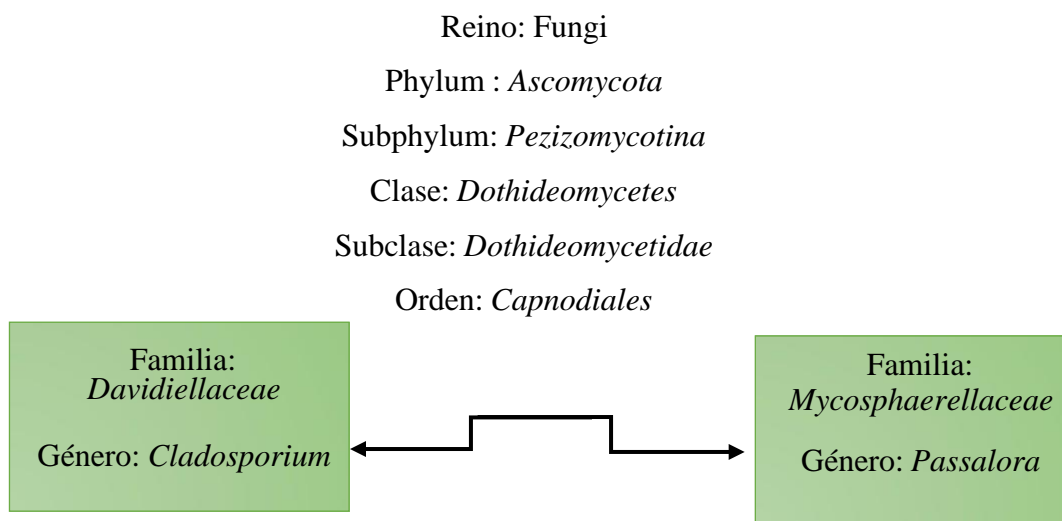 Reino: Fungi
Phylum : Ascomycota
Subphylum: Pezizomycotina
Clase: Dothideomycetes
Subclase: Dothideomycetidae
Orden: Capnodiales
Familia:
Davidiellaceae
Género: Cladosporium
Familia:
Mycosphaerellaceae
Género: Passalora